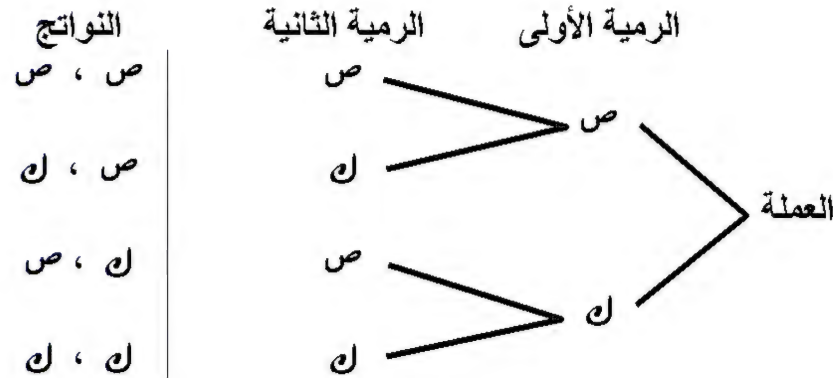 الرمية الأولى الرمية الثانية النواتج
ص ص ، ص
ص
ك ص ، ك
العملة
ص ك ، ص
ك
ك ك ، ك